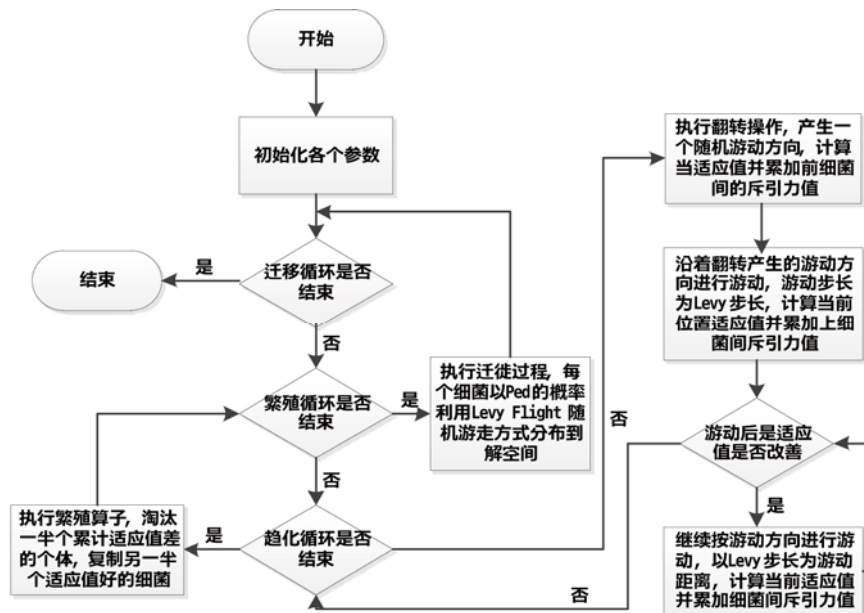 开始
初始化各个参数
迁移循环是否
结束
是
结束
否
繁殖循环是否
结束
是
执行迁徙过程，每
个细菌以Ped的概率
利用Levy Flight 随
机游走方式分布到
解空间
否
趋化循环是否
结束
是
执行繁殖算子，淘汰
一半个累计适应值差
的个体，复制另一半
个适应值好的细菌
否
执行翻转操作，产生一
个随机游动方向，计算
当适应值并累加前细菌
间的斥引力值
沿着翻转产生的游动方
向进行游动，游动步长
为Levy步长，计算当前
位置适应值并累加上细
菌间斥引力值
游动后是适应
值是否改善
是
继续按游动方向进行游
动，以Levy步长为游动
距离，计算当前适应值
并累加细菌间斥引力值
否